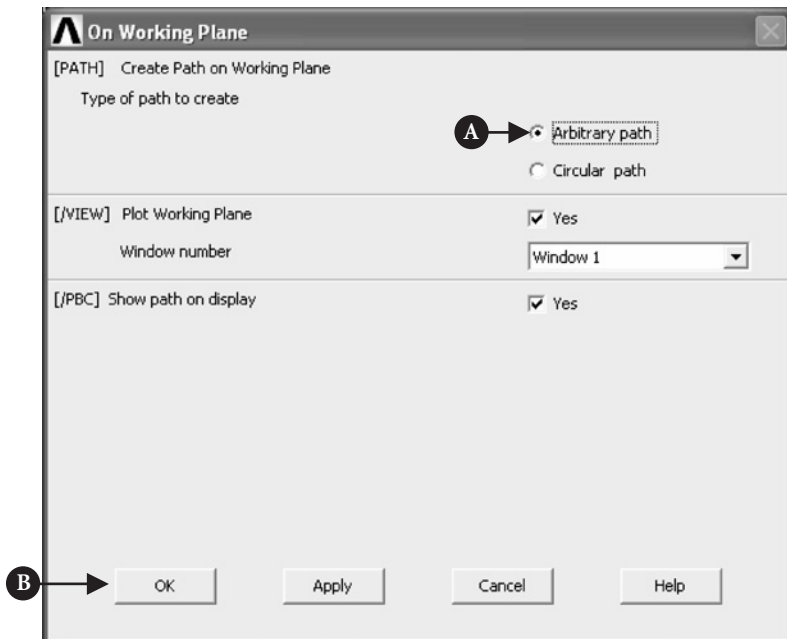 On Working Plane
[PATH] Create Path on Working Plane
Type of path to create
A
Arbitrary path
Circular path
[/VIEW] Plot Working Plane
Yes
Window number
Window 1
[/PBC] Show path on display
Yes
B
OK
Apply
Cancel
Help